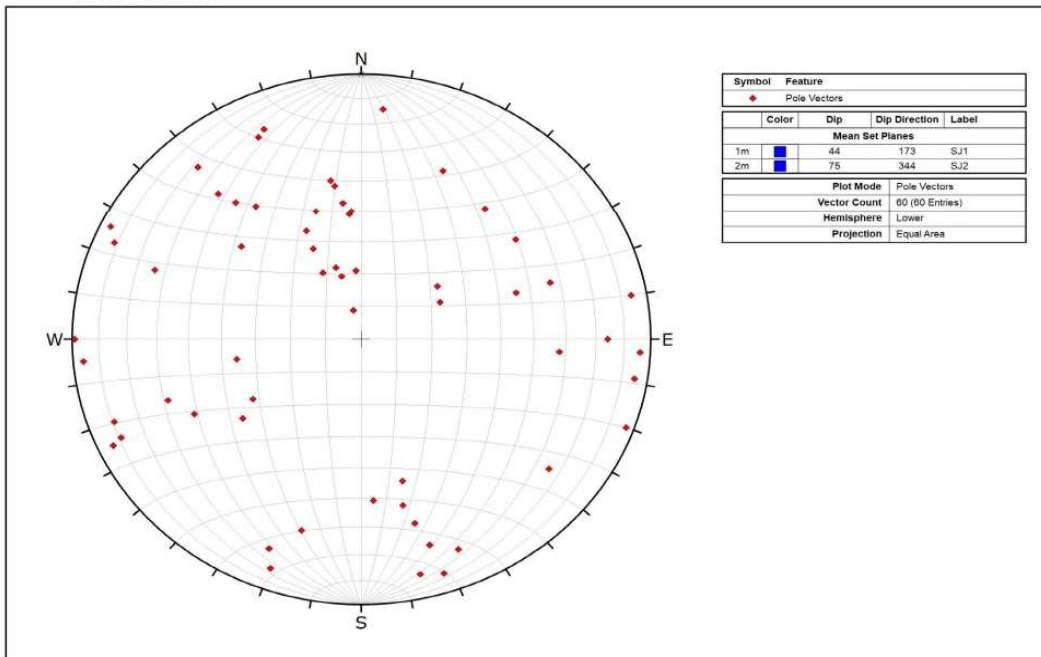 N
W
E
S
Symbol Feature
Pole Vectors
Color Dip Dip Direction Label
Mean Set Planes
1m 44 173 SJ1
2m 75 344 SJ2
Plot Mode Pole Vectors
Vector Count 60 (60 Entries)
Hemisphere Lower
Projection Equal Area